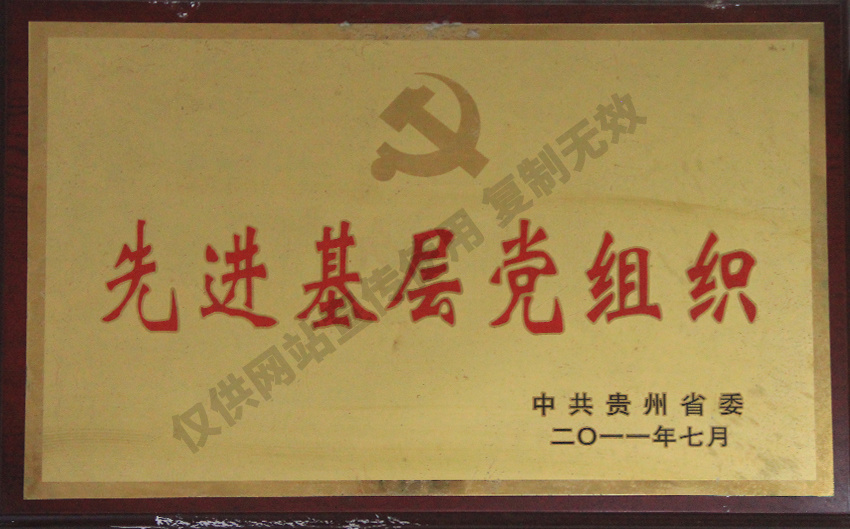 先进基层党组织
中共贵州省委
二〇一一年七月
仅供网站宣传使用 复制无效